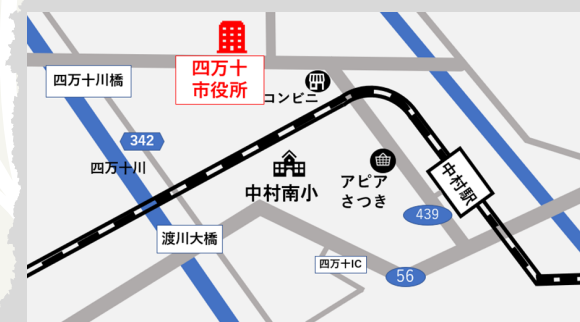 四万十
市役所
四万十川橋
コンビニ
342
四万十川
中村南小
アピア
さつき
中村駅
439
渡川大橋
四万十IC
56